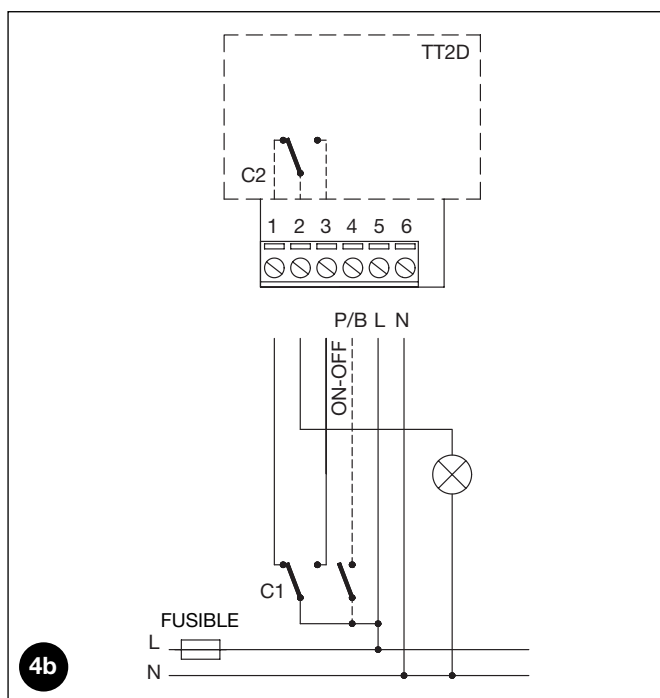 TT2D
C2
1 2 3 4 5 6
P/B L N
ON-OFF
C1
FUSIBLE
L
N
4b